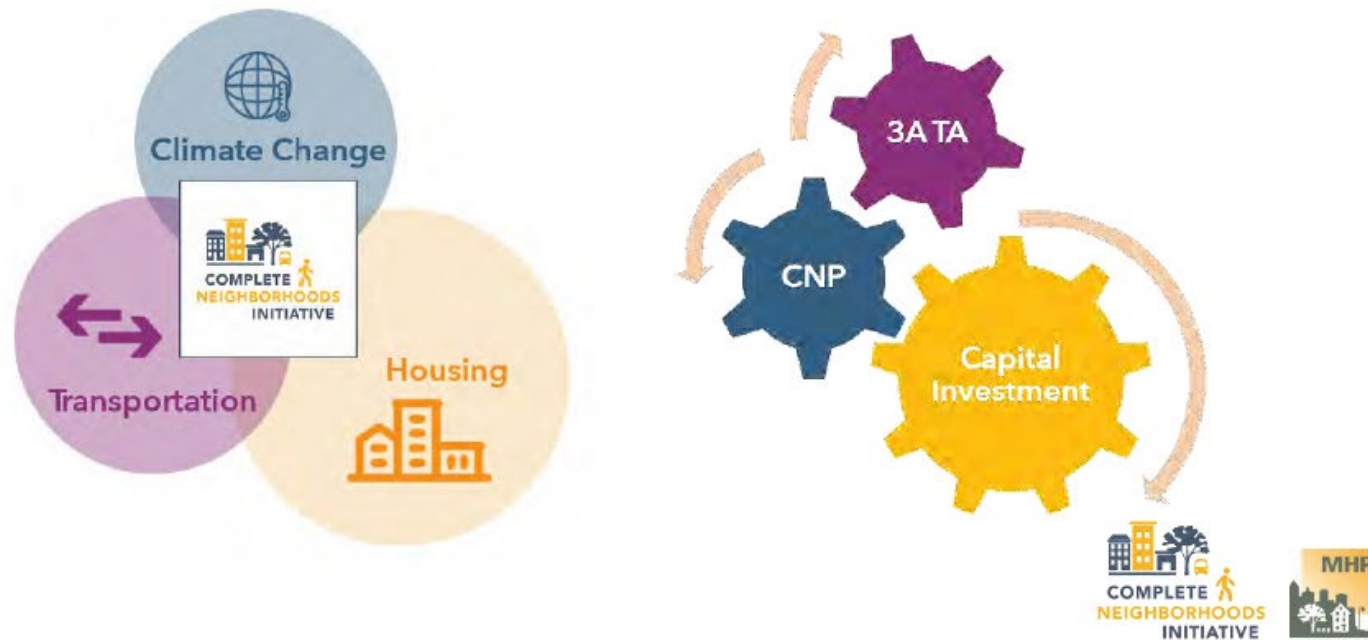 Climate Change
COMPLETE
NEIGHBORHOODS
INITIATIVE
Transportation
Housing
3A TA
CNP
Capital
Investment
COMPLETE
NEIGHBORHOODS
INITIATIVE
MHP